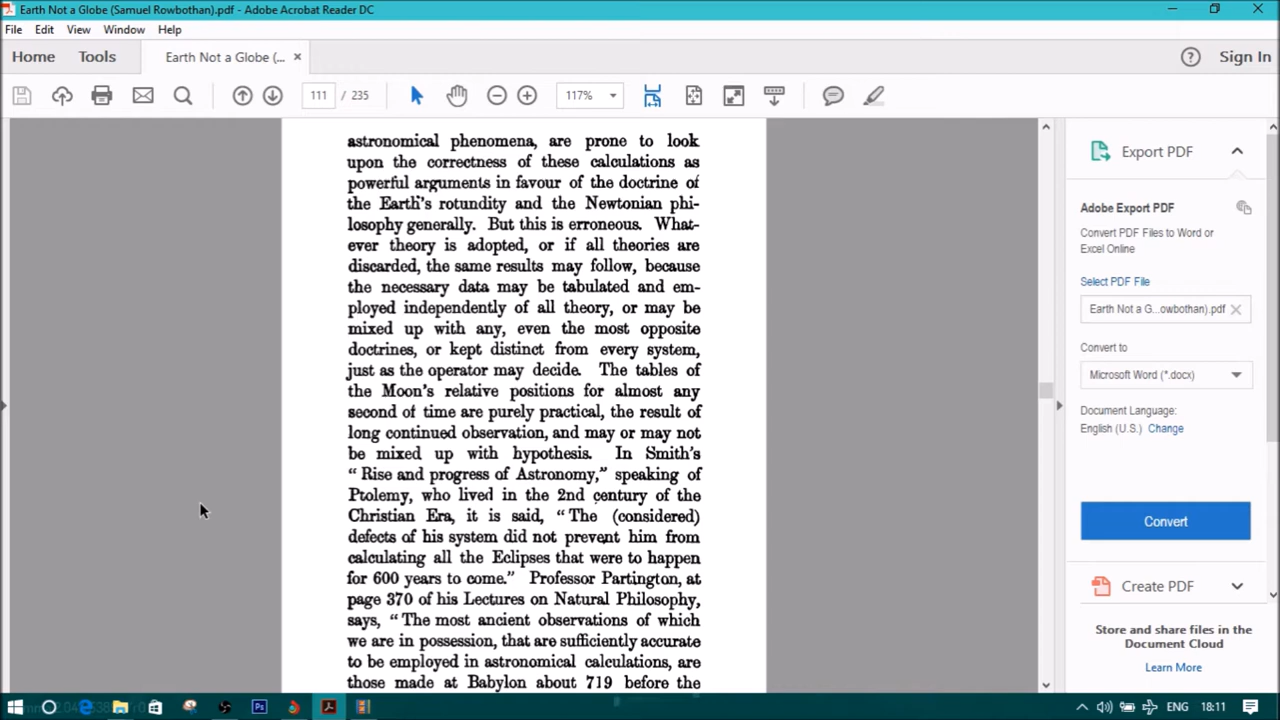 Earth Not a Globe (Samuel Rowbothan).pdf - Adobe Acrobat Reader DC
File Edit View Window Help
Home Tools Earth Not a Globe (... × Sign In
111 / 235 117%
astronomical phenomena, are prone to look
upon the correctness of these calculations as
powerful arguments in favour of the doctrine of
the Earth's rotundity and the Newtonian phi-
losophy generally. But this is erroneous. What-
ever theory is adopted, or if all theories are
discarded, the same results may follow, because
the necessary data may be tabulated and em-
ployed independently of all theory, or may be
mixed up with any, even the most opposite
doctrines, or kept distinct from every system,
just as the operator may decide. The tables of
the Moon's relative positions for almost any
second of time are purely practical, the result of
long continued observation, and may or may not
be mixed up with hypothesis. In Smith's
“ Rise and progress of Astronomy,” speaking of
Ptolemy, who lived in the 2nd century of the
Christian Era, it is said, “ The (considered)
defects of his system did not prevent him from
calculating all the Eclipses that were to happen
for 600 years to come.” Professor Partington, at
page 370 of his Lectures on Natural Philosophy,
says, “ The most ancient observations of which
we are in possession, that are sufficiently accurate
to be employed in astronomical calculations, are
those made at Babylon about 719 before the
Export PDF
Adobe Export PDF
Convert PDF Files to Word or
Excel Online
Select PDF File
Earth Not a G...owbothan).pdf
Convert to
Microsoft Word (*.docx)
Document Language:
English (U.S.) Change
Convert
Create PDF
Store and share files in the
Document Cloud
Learn More
Ps ENG 18:11